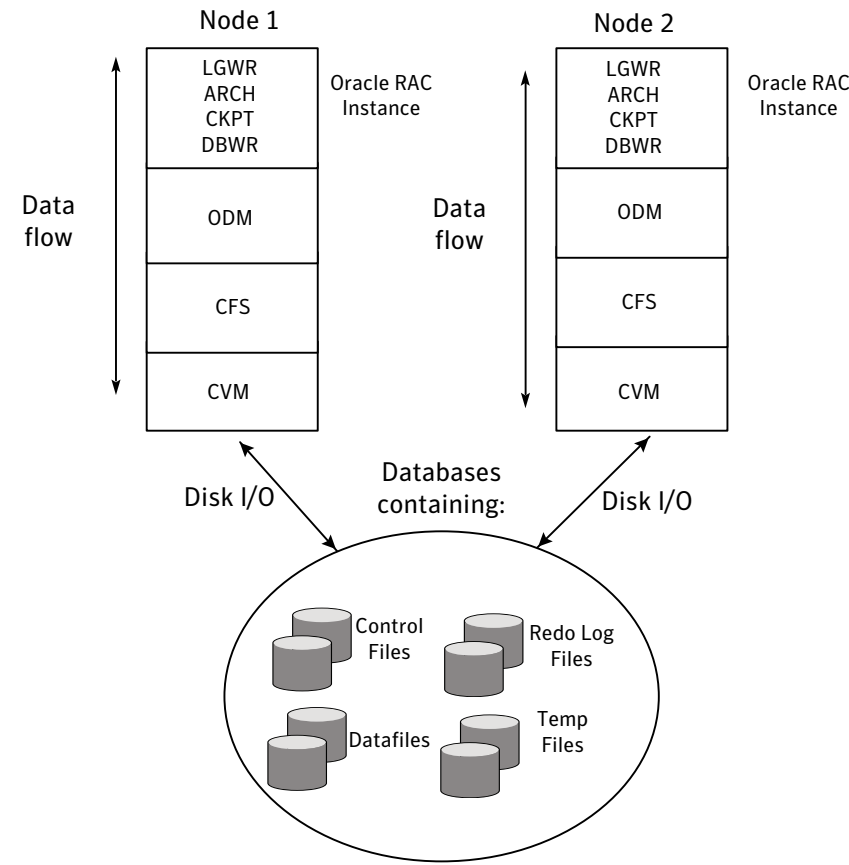 Node 1
LGWR
ARCH
CKPT
DBWR
Oracle RAC
Instance
Data
flow
ODM
CFS
CVM
Node 2
LGWR
ARCH
CKPT
DBWR
Oracle RAC
Instance
Data
flow
ODM
CFS
CVM
Disk I/O
Databases
containing:
Disk I/O
Control
Files
Redo Log
Files
Datafiles
Temp
Files